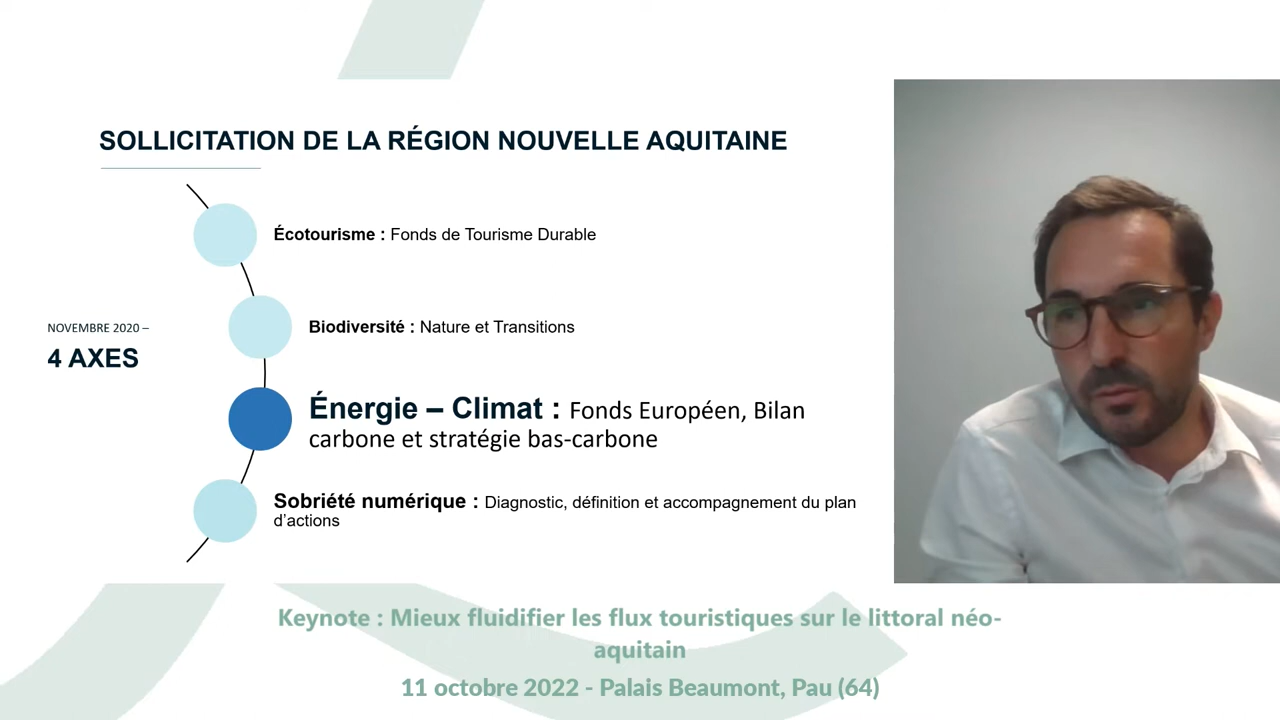 SOLLICITATION DE LA RÉGION NOUVELLE AQUITAINE
Écotourisme : Fonds de Tourisme Durable
NOVEMBRE 2020 –
4 AXES
Biodiversité : Nature et Transitions
Énergie – Climat : Fonds Européen, Bilan
carbone et stratégie bas-carbone
Sobriété numérique : Diagnostic, définition et accompagnement du plan
d’actions
Keynote : Mieux fluidifier les flux touristiques sur le littoral néo-
aquitain
11 octobre 2022 - Palais Beaumont, Pau (64)